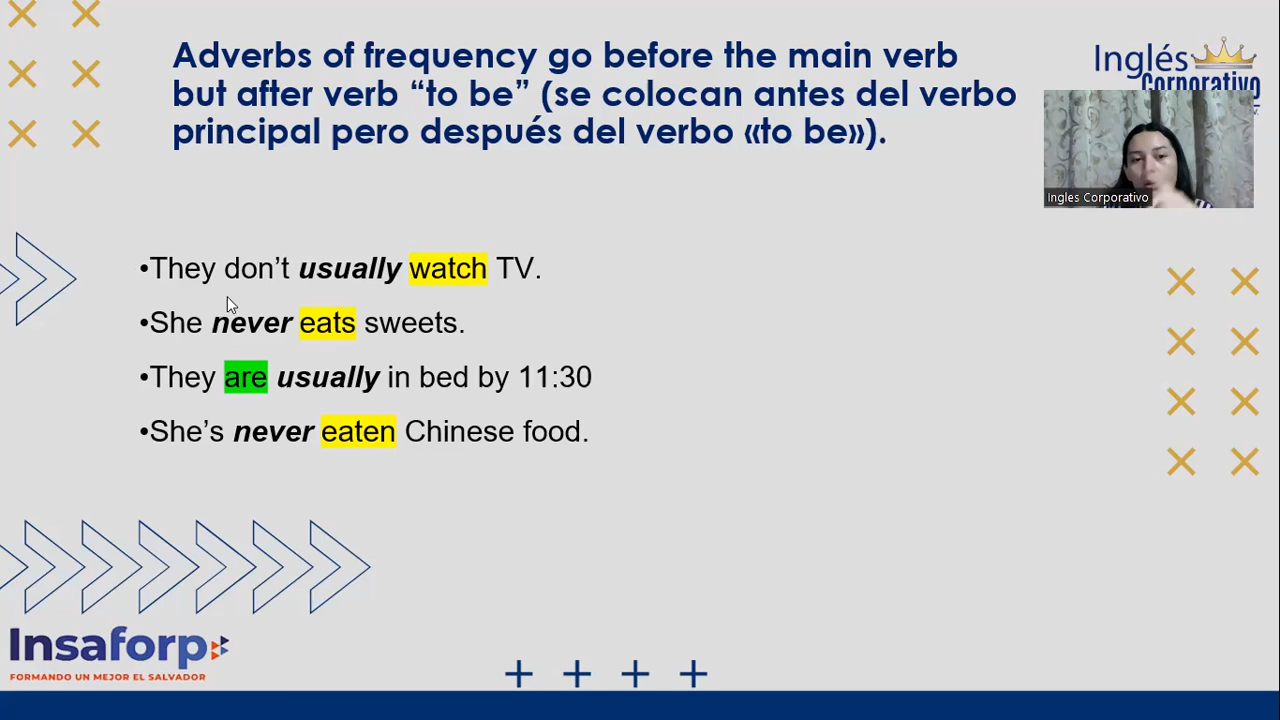 Adverbs of frequency go before the main verb
but after verb “to be” (se colocan antes del verbo
principal pero después del verbo «to be»).
Inglés
Corporativo
Ingles Corporativo
•They don’t usually watch TV.
•She never eats sweets.
•They are usually in bed by 11:30
•She’s never eaten Chinese food.
Insaforp
FORMANDO UN MEJOR EL SALVADOR